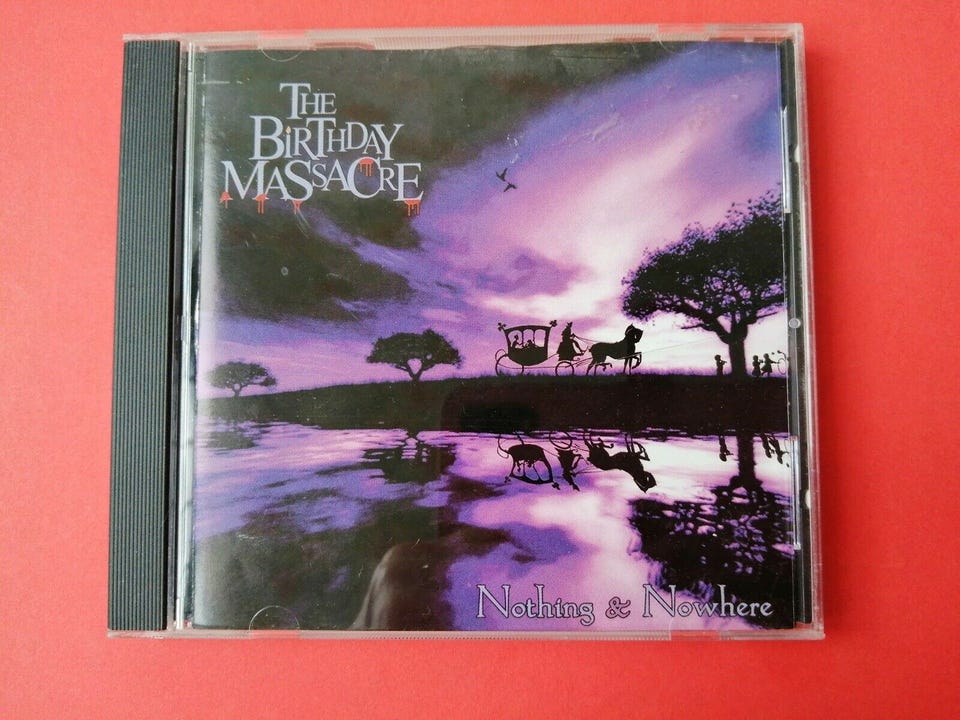 THE
BiRTHDAY
MASSACRE
Nothing & Nowhere